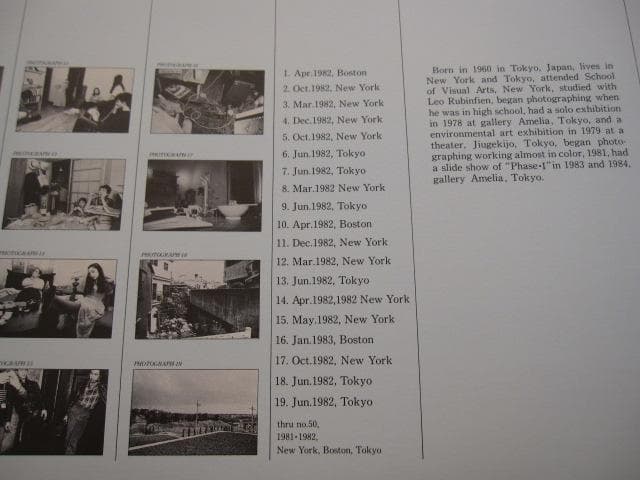 PHOTOGRAPH-16
PHOTOGRAPH-17
PHOTOGRAPH-18
PHOTOGRAPH-19
1. Apr.1982, Boston
2. Oct.1982, New York
3. Mar.1982, New York
4. Dec.1982, New York
5. Oct.1982, New York
6. Jun.1982, Tokyo
7. Jun.1982, Tokyo
8. Mar.1982 New York
9. Jun.1982, Tokyo
10. Apr.1982, Boston
11. Dec.1982, New York
12. Mar.1982, New York
13. Jun.1982, Tokyo
14. Apr.1982,1982 New York
15. May.1982, New York
16. Jan.1983, Boston
17. Oct.1982, New York
18. Jun.1982, Tokyo
19. Jun.1982, Tokyo
thru no.50,
1981•1982,
New York, Boston, Tokyo
Born in 1960 in Tokyo, Japan, lives in
New York and Tokyo, attended School
of Visual Arts, New York, studied with
Leo Rubinfien, began photographing when
he was in high school, had a solo exhibition
in 1978 at gallery Amelia, Tokyo, and a
environmental art exhibition in 1979 at a
theater, Jiugekijo, Tokyo, began photo-
graphing working almost in color, 1981, had
a slide show of "Phase•1"in 1983 and 1984,
gallery Amelia, Tokyo.